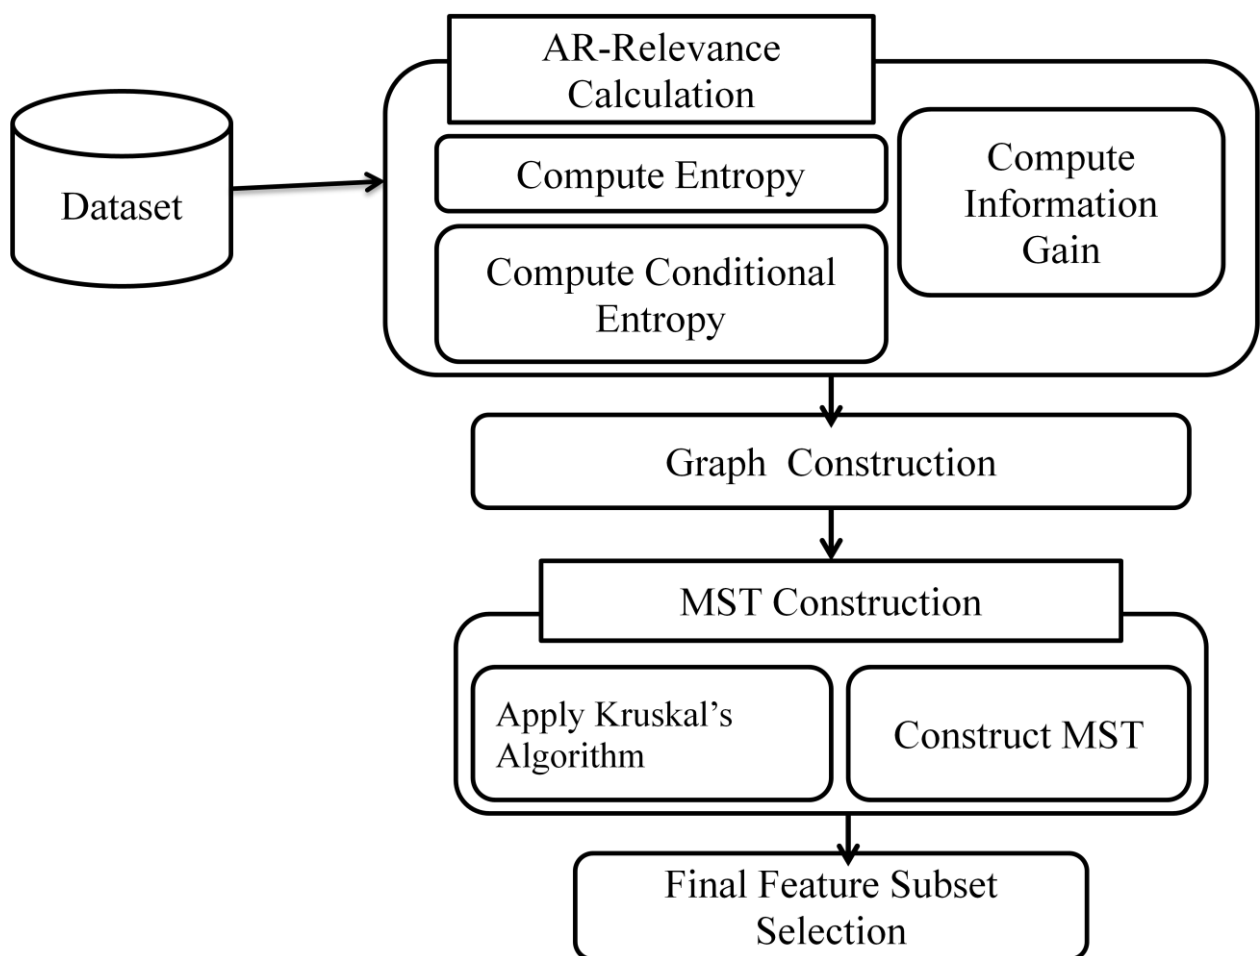 AR-Relevance
Calculation
Dataset
Compute Entropy
Compute Conditional
Entropy
Compute
Information
Gain
Graph Construction
MST Construction
Apply Kruskal’s
Algorithm
Construct MST
Final Feature Subset
Selection